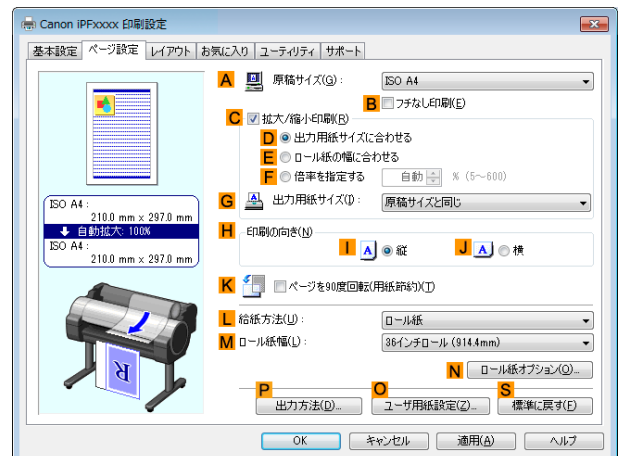 Canon iPFxxxx 印刷設定
基本設定 ページ設定 レイアウト お気に入り ユーティリティ サポート
A 原稿サイズ(G): ISO A4
B フチなし印刷(E)
C 拡大/縮小印刷(R)
D 出力用紙サイズに合わせる
E ロール紙の幅に合わせる
F 倍率を指定する 自動 % (5～600)
G 出力用紙サイズ(I): 原稿サイズと同じ
ISO A4 :
210.0 mm x 297.0 mm
自動拡大: 100%
ISO A4 :
210.0 mm x 297.0 mm
H 印刷の向き(N)
I A 縦 J A 横
K ページを90度回転(用紙節約)(T)
L 給紙方法(U): ロール紙
M ロール紙幅(L): 36インチロール (914.4mm)
R
N ロール紙オプション(O)...
P 出力方法(D)... O ユーザ用紙設定(Z)... S 標準に戻す(F)
OK キャンセル 適用(A) ヘルプ